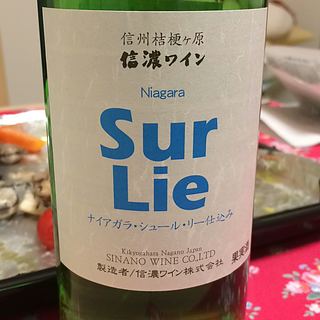 信州桔梗ヶ原
信濃ワイン
Niagara
Sur
Lie
ナイアガラ・シュール・リー仕込み
Kikyogahara Nagano Japan
SINANO WINE CO.,LTD
製造者/信濃ワイン株式会社
果実酒